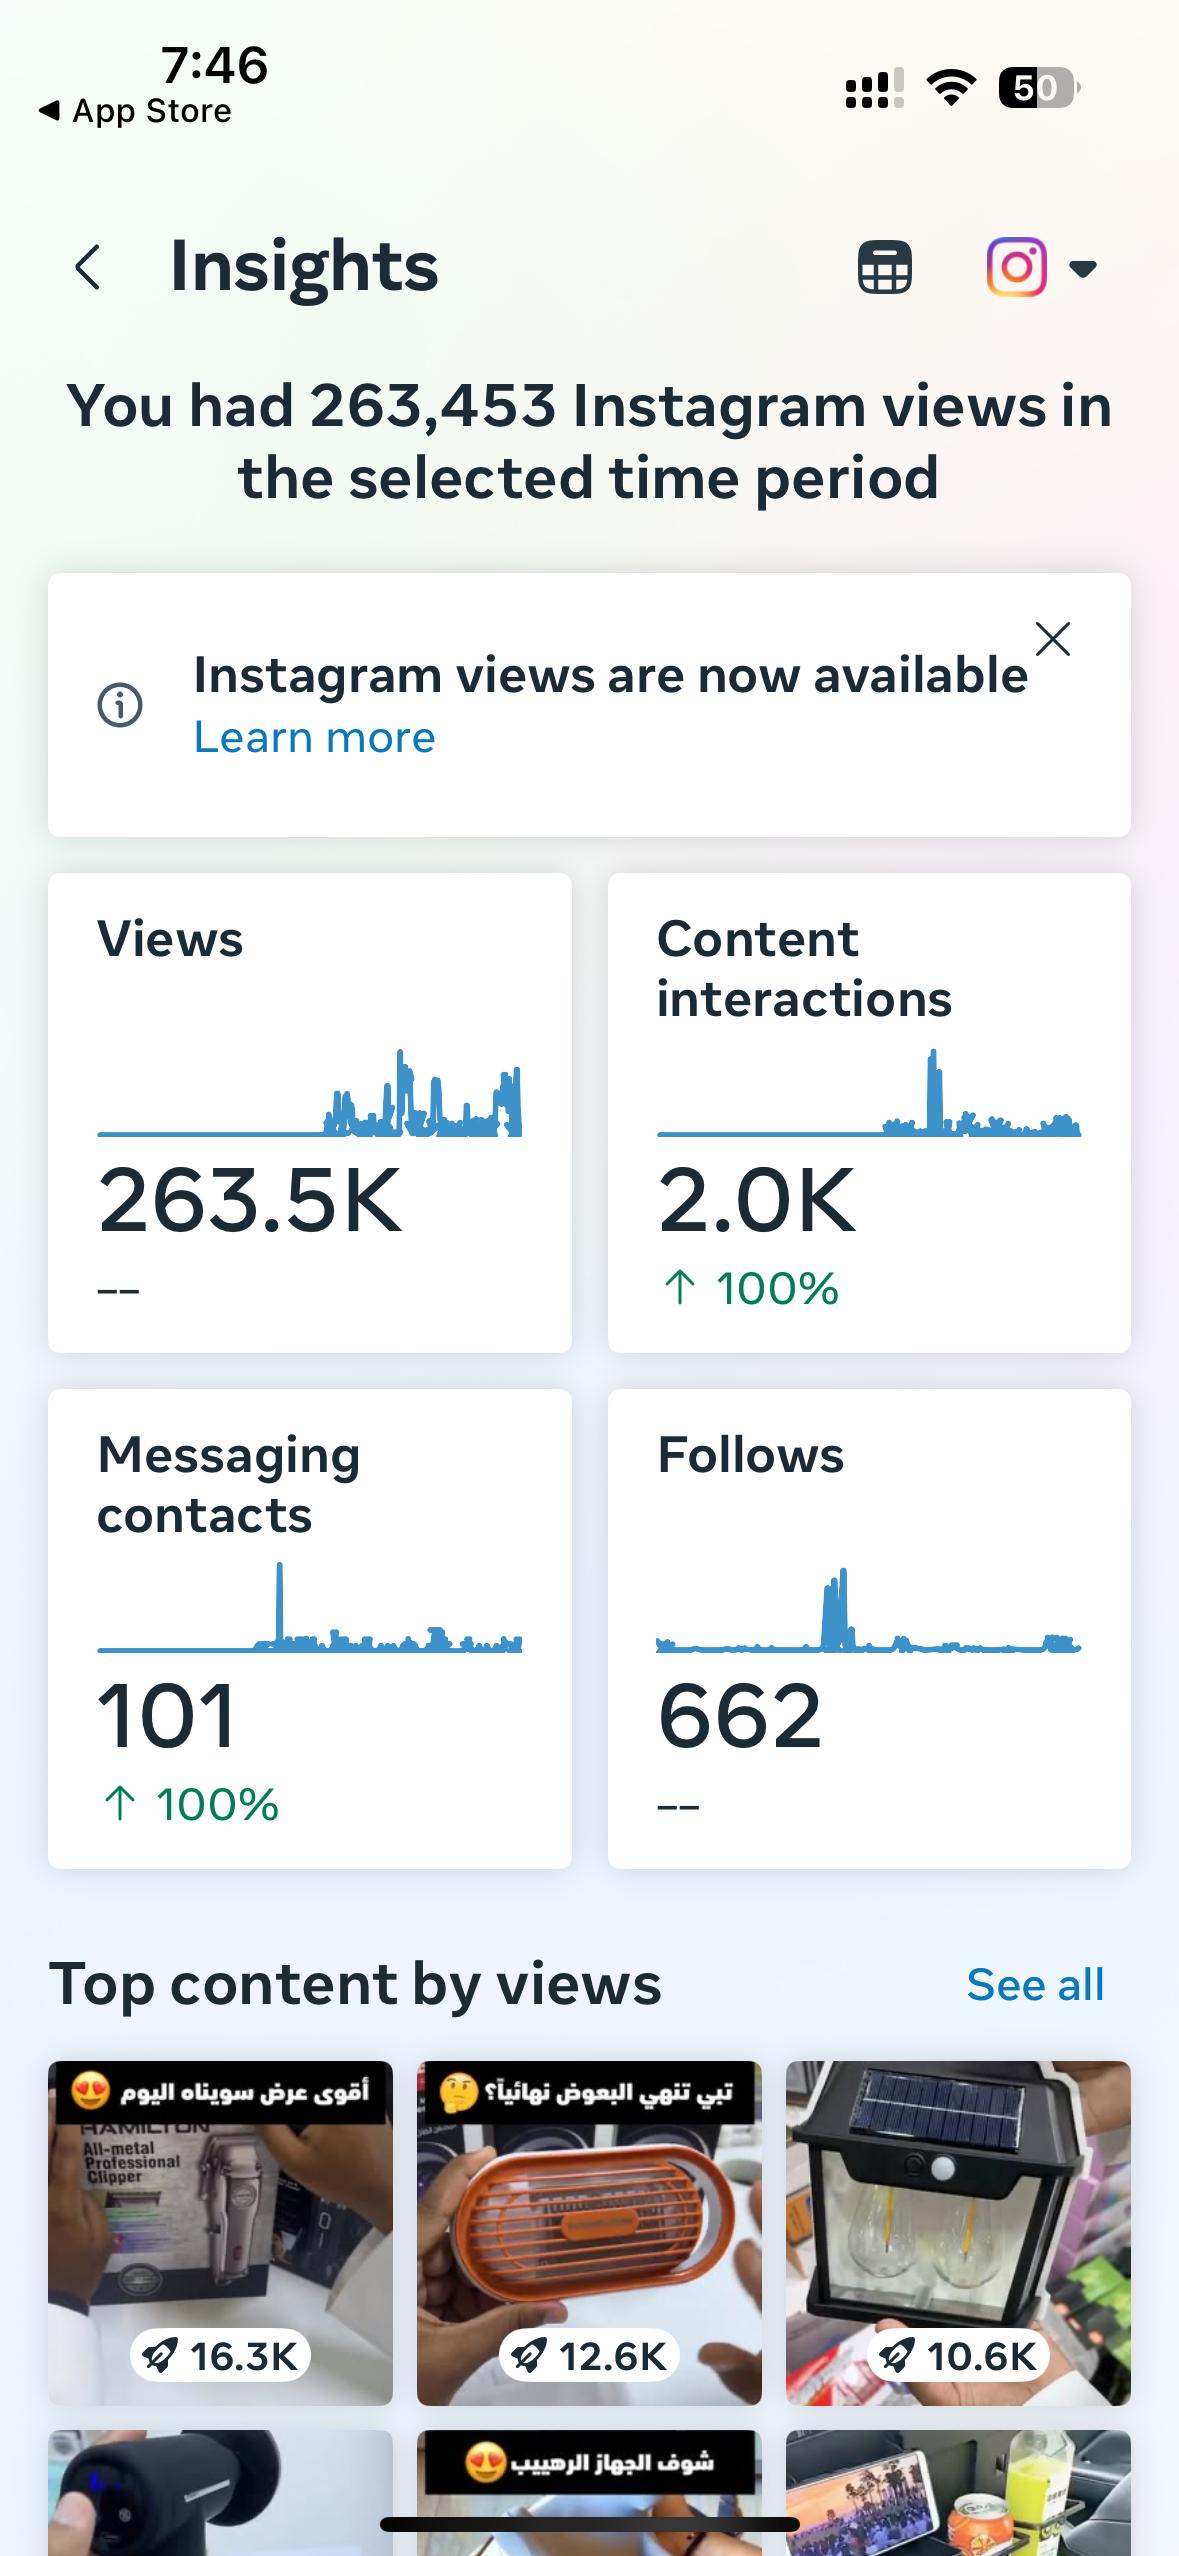 7:46
App Store
50
Insights
You had 263,453 Instagram views in
the selected time period
Instagram views are now available
Learn more
Views
263.5K
--
Content
interactions
2.0K
↑ 100%
Messaging
contacts
101
↑ 100%
Follows
662
--
Top content by views
See all
أقوى عرض سويناه اليوم 😍
HAMILTON
All-metal
Professional
Clipper
16.3K
تبي تنهي البعوض نهائياً؟ 🤔
12.6K
10.6K
شوف الجهاز الرهييب 😍